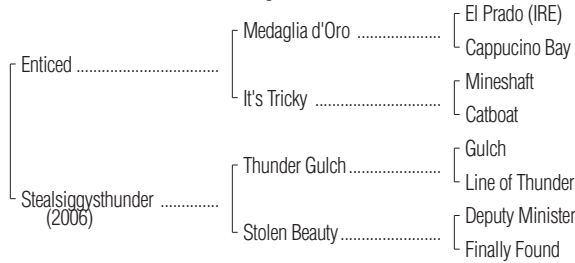 El Prado (IRE)
Medaglia d'Oro ..................
Cappucino Bay
Enticed ...............................
Mineshaft
It's Tricky ........................
Catboat
Gulch
Thunder Gulch....................
Line of Thunder
Stealsiggysthunder .............
(2006)
Deputy Minister
Stolen Beauty......................
Finally Found